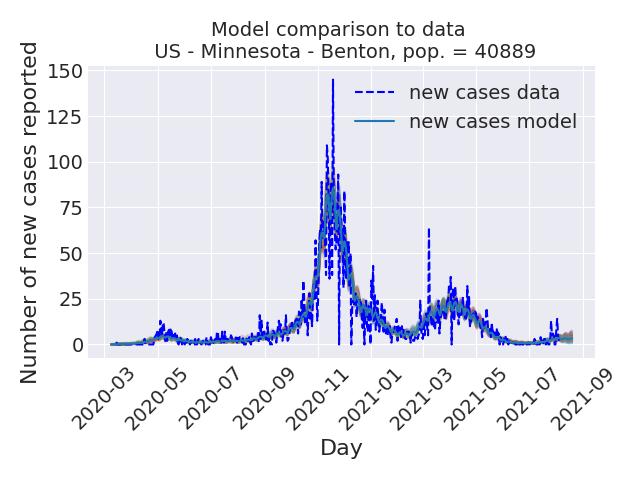 Model comparison to data
US - Minnesota - Benton, pop. = 40889
Number of new cases reported
150
125
100
75
50
25
0
new cases data
new cases model
2020-03
2020-05
2020-07
2020-09
2020-11
2021-01
2021-03
2021-05
2021-07
2021-09
Day